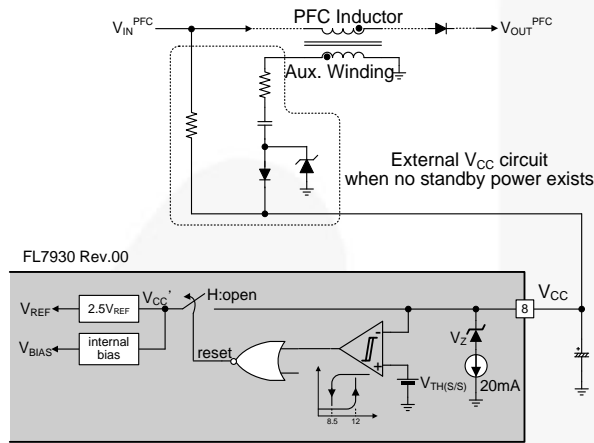 PFC Inductor
V_IN^PFC
V_OUT^PFC
Aux. Winding
External V_CC circuit
when no standby power exists
FL7930 Rev.00
V_CC'
H:open
8
V_CC
V_REF
2.5V_REF
V_Z
-
V_BIAS
internal
bias
reset
+
V_TH(S/S)
20mA
8.5
12
+